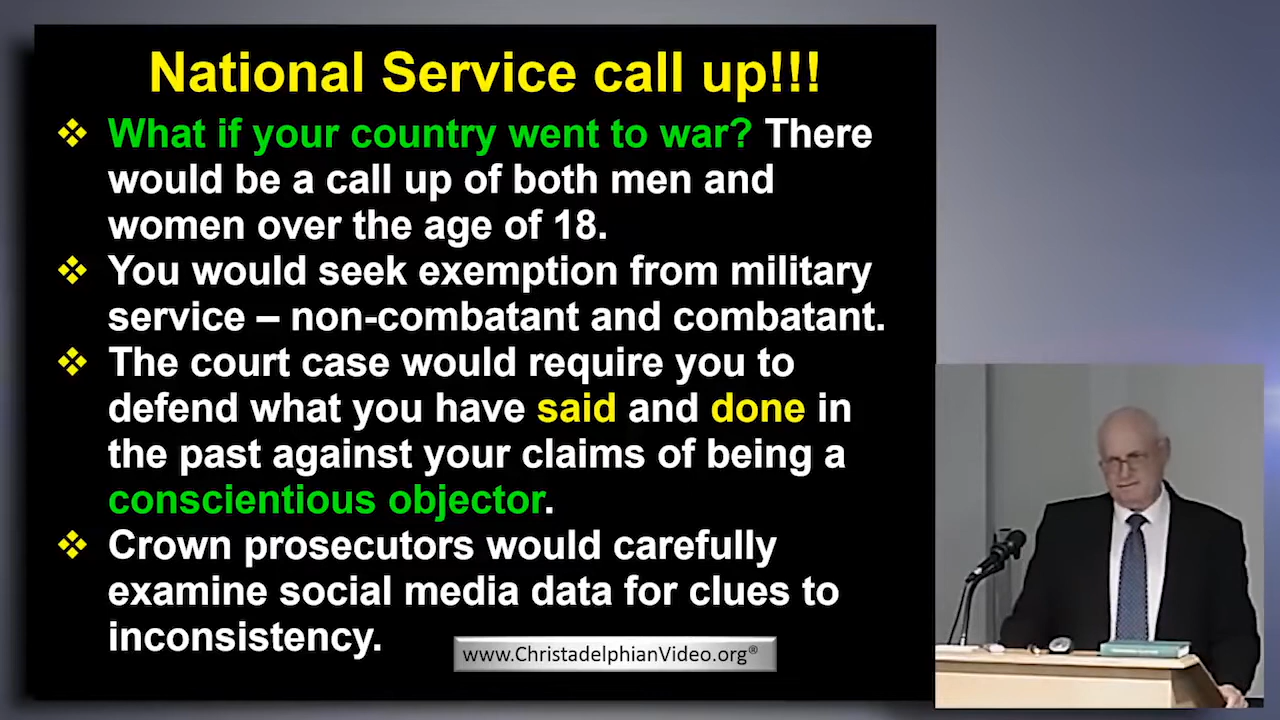 National Service call up!!!
❖ What if your country went to war? There
would be a call up of both men and
women over the age of 18.
❖ You would seek exemption from military
service – non-combatant and combatant.
❖ The court case would require you to
defend what you have said and done in
the past against your claims of being a
conscientious objector.
❖ Crown prosecutors would carefully
examine social media data for clues to
inconsistency.
www.ChristadelphianVideo.org®